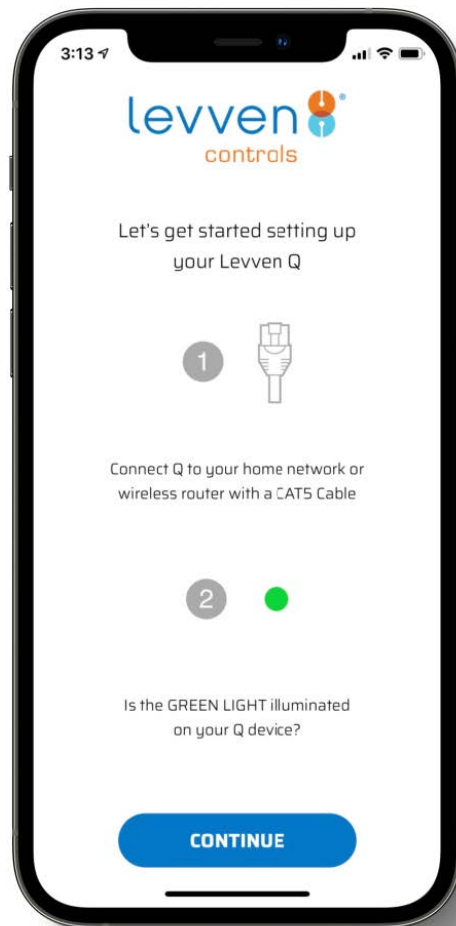 3:13
levven
controls
Let's get started setting up
your Levven Q
1
Connect Q to your home network or
wireless router with a CAT5 Cable
2
Is the GREEN LIGHT illuminated
on your Q device?
CONTINUE